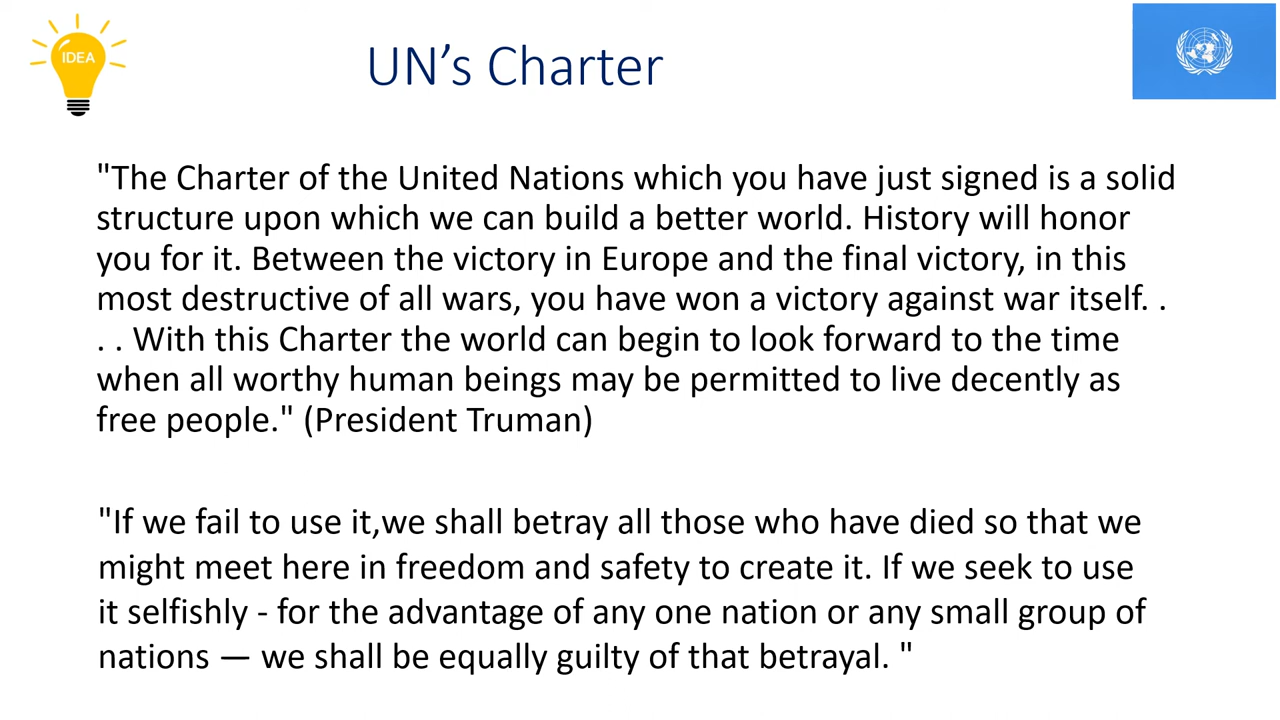 IDEA
UN’s Charter
"The Charter of the United Nations which you have just signed is a solid
structure upon which we can build a better world. History will honor
you for it. Between the victory in Europe and the final victory, in this
most destructive of all wars, you have won a victory against war itself. .
. . With this Charter the world can begin to look forward to the time
when all worthy human beings may be permitted to live decently as
free people." (President Truman)
"If we fail to use it,we shall betray all those who have died so that we
might meet here in freedom and safety to create it. If we seek to use
it selfishly - for the advantage of any one nation or any small group of
nations — we shall be equally guilty of that betrayal. "